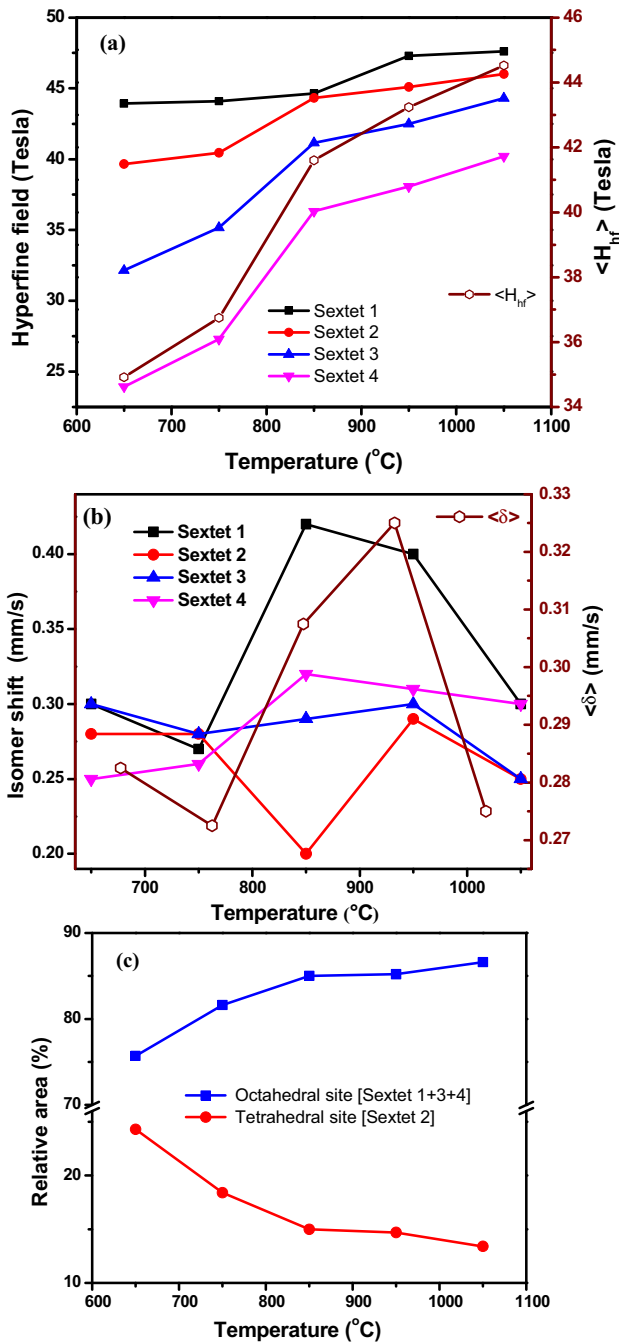 (a)
50
45
40
35
30
25
Hyperfine field (Tesla)
46
44
42
40
38
36
34
<H_hf> (Tesla)
<H_hf>
Sextet 1
Sextet 2
Sextet 3
Sextet 4
600 700 800 900 1000 1100
Temperature (°C)
(b)
Sextet 1
Sextet 2
Sextet 3
Sextet 4
<δ>
0.40
0.35
0.30
0.25
0.20
Isomer shift (mm/s)
0.33
0.32
0.31
0.30
0.29
0.28
0.27
<δ> (mm/s)
700 800 900 1000
Temperature (°C)
(c)
90
80
70
20
10
Relative area (%)
Octahedral site [Sextet 1+3+4]
Tetrahedral site [Sextet 2]
600 700 800 900 1000 1100
Temperature (°C)